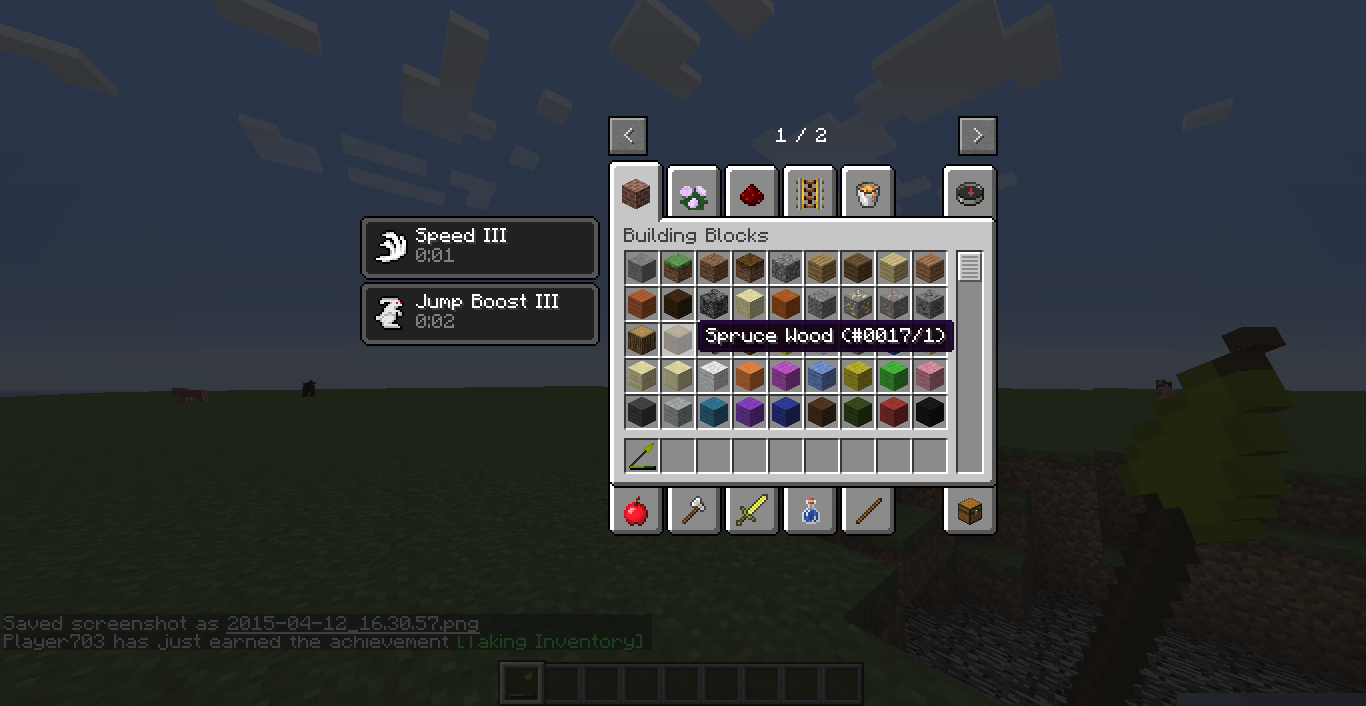 1 / 2
Building Blocks
Speed III
0:01
Jump Boost III
0:02
Spruce Wood (#0017/1)
Saved screenshot as 2015-04-12_16.30.57.png
Player703 has just earned the achievement [Taking Inventory]